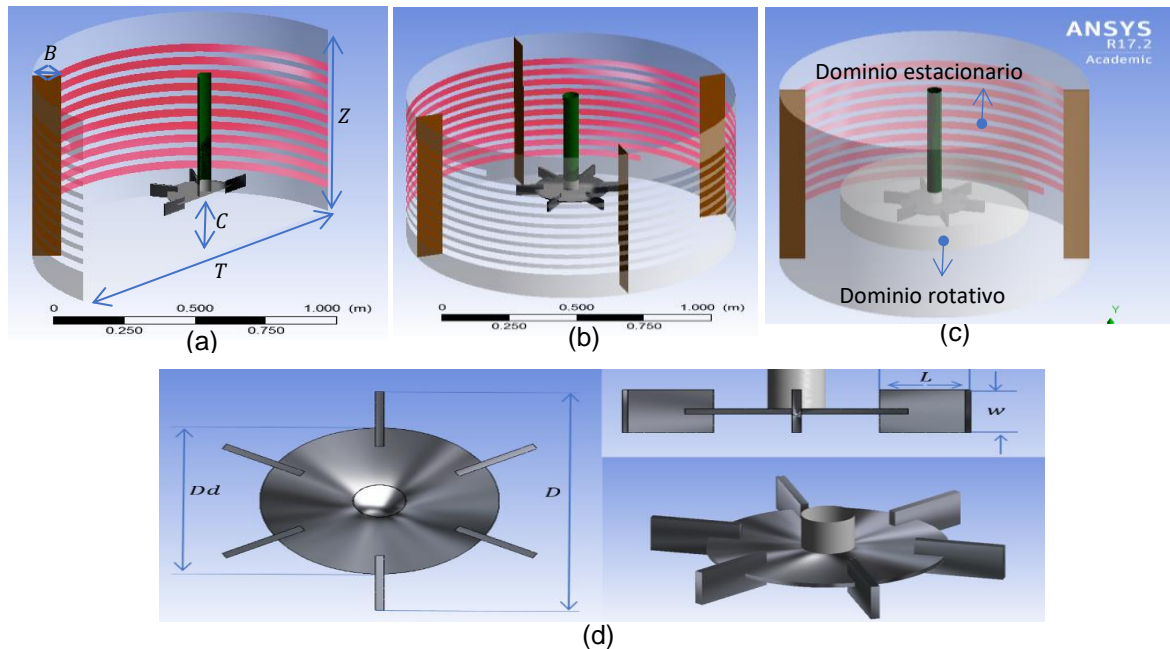 B
Z
C
T
0 0.500 1.000 (m)
0.250 0.750
(a)
0 0.500 1.000 (m)
0.250 0.750
(b)
ANSYS
R17.2
Academic
Dominio estacionario
Dominio rotativo
Y
(c)
Dd
D
L
w
(d)